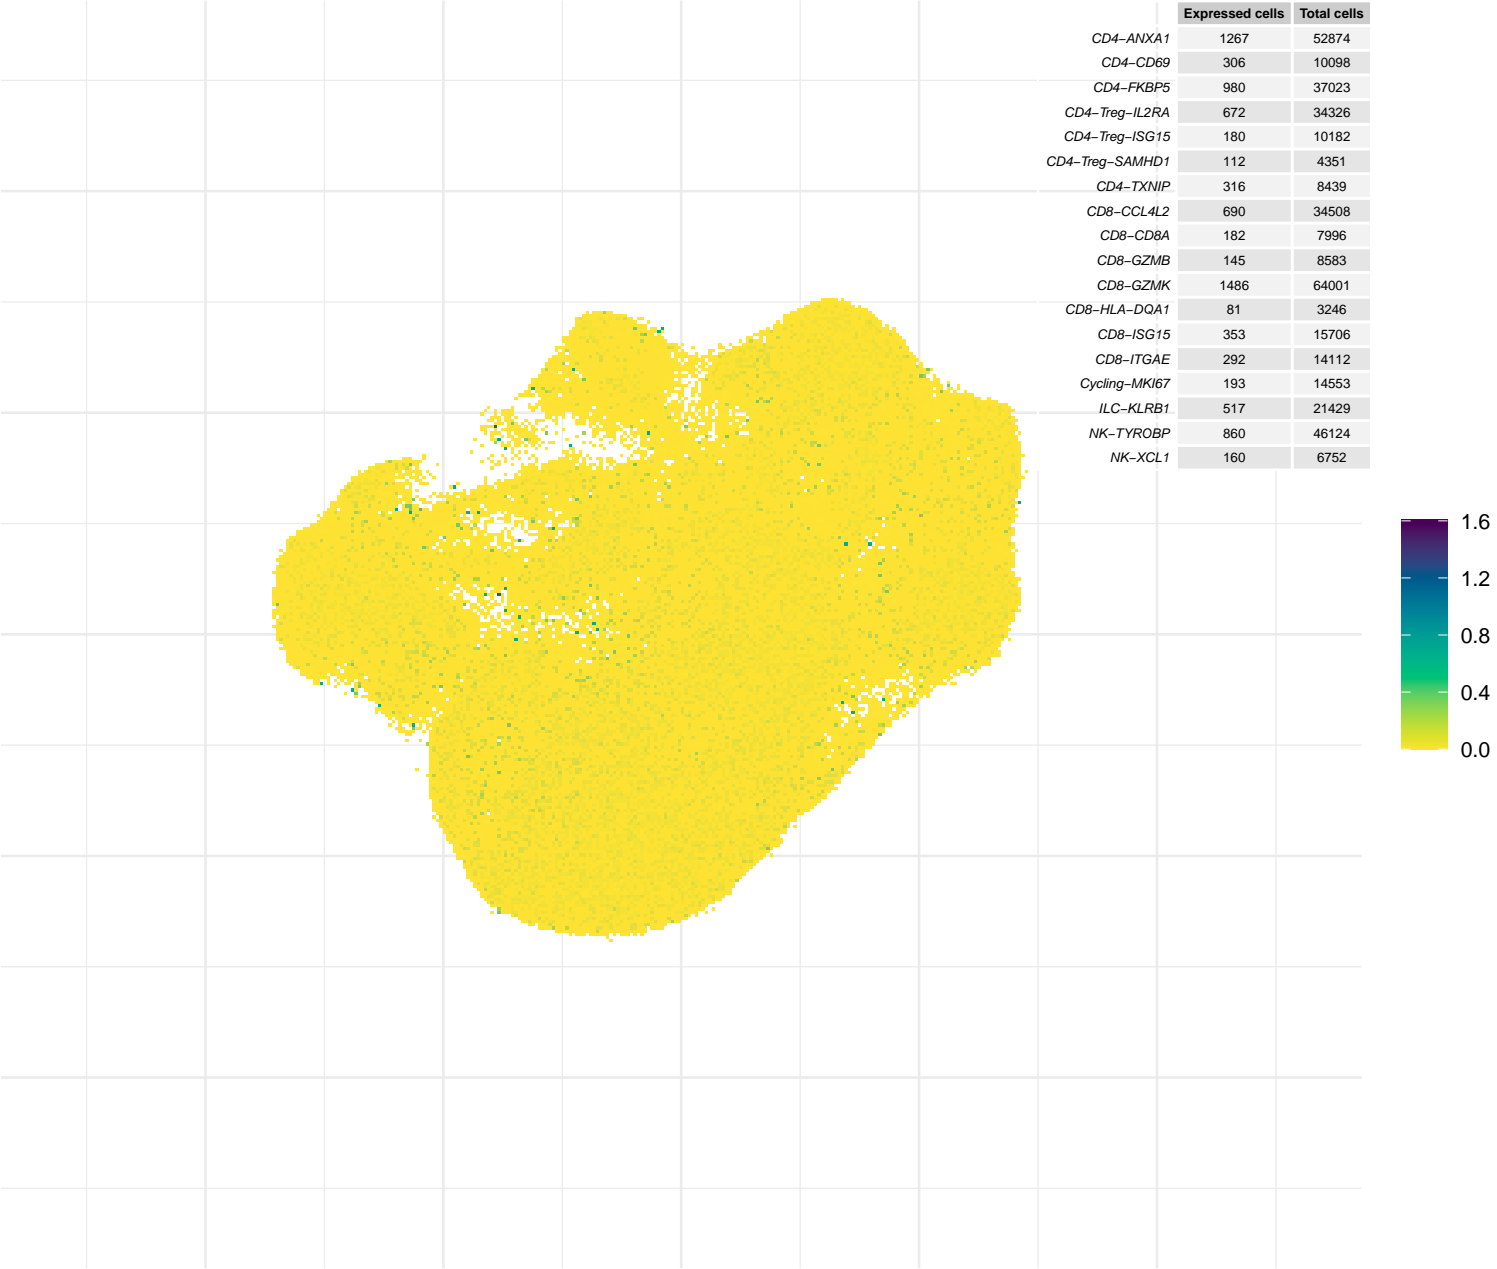 Expressed cells Total cells
CD4−ANXA1 1267 52874
CD4−CD69 306 10098
CD4−FKBP5 980 37023
CD4−Treg−IL2RA 672 34326
CD4−Treg−ISG15 180 10182
CD4−Treg−SAMHD1 112 4351
CD4−TXNIP 316 8439
CD8−CCL4L2 690 34508
CD8−CD8A 182 7996
CD8−GZMB 145 8583
CD8−GZMK 1486 64001
CD8−HLA−DQA1 81 3246
CD8−ISG15 353 15706
CD8−ITGAE 292 14112
Cycling−MKI67 193 14553
ILC−KLRB1 517 21429
NK−TYROBP 860 46124
NK−XCL1 160 6752
1.6
1.2
0.8
0.4
0.0